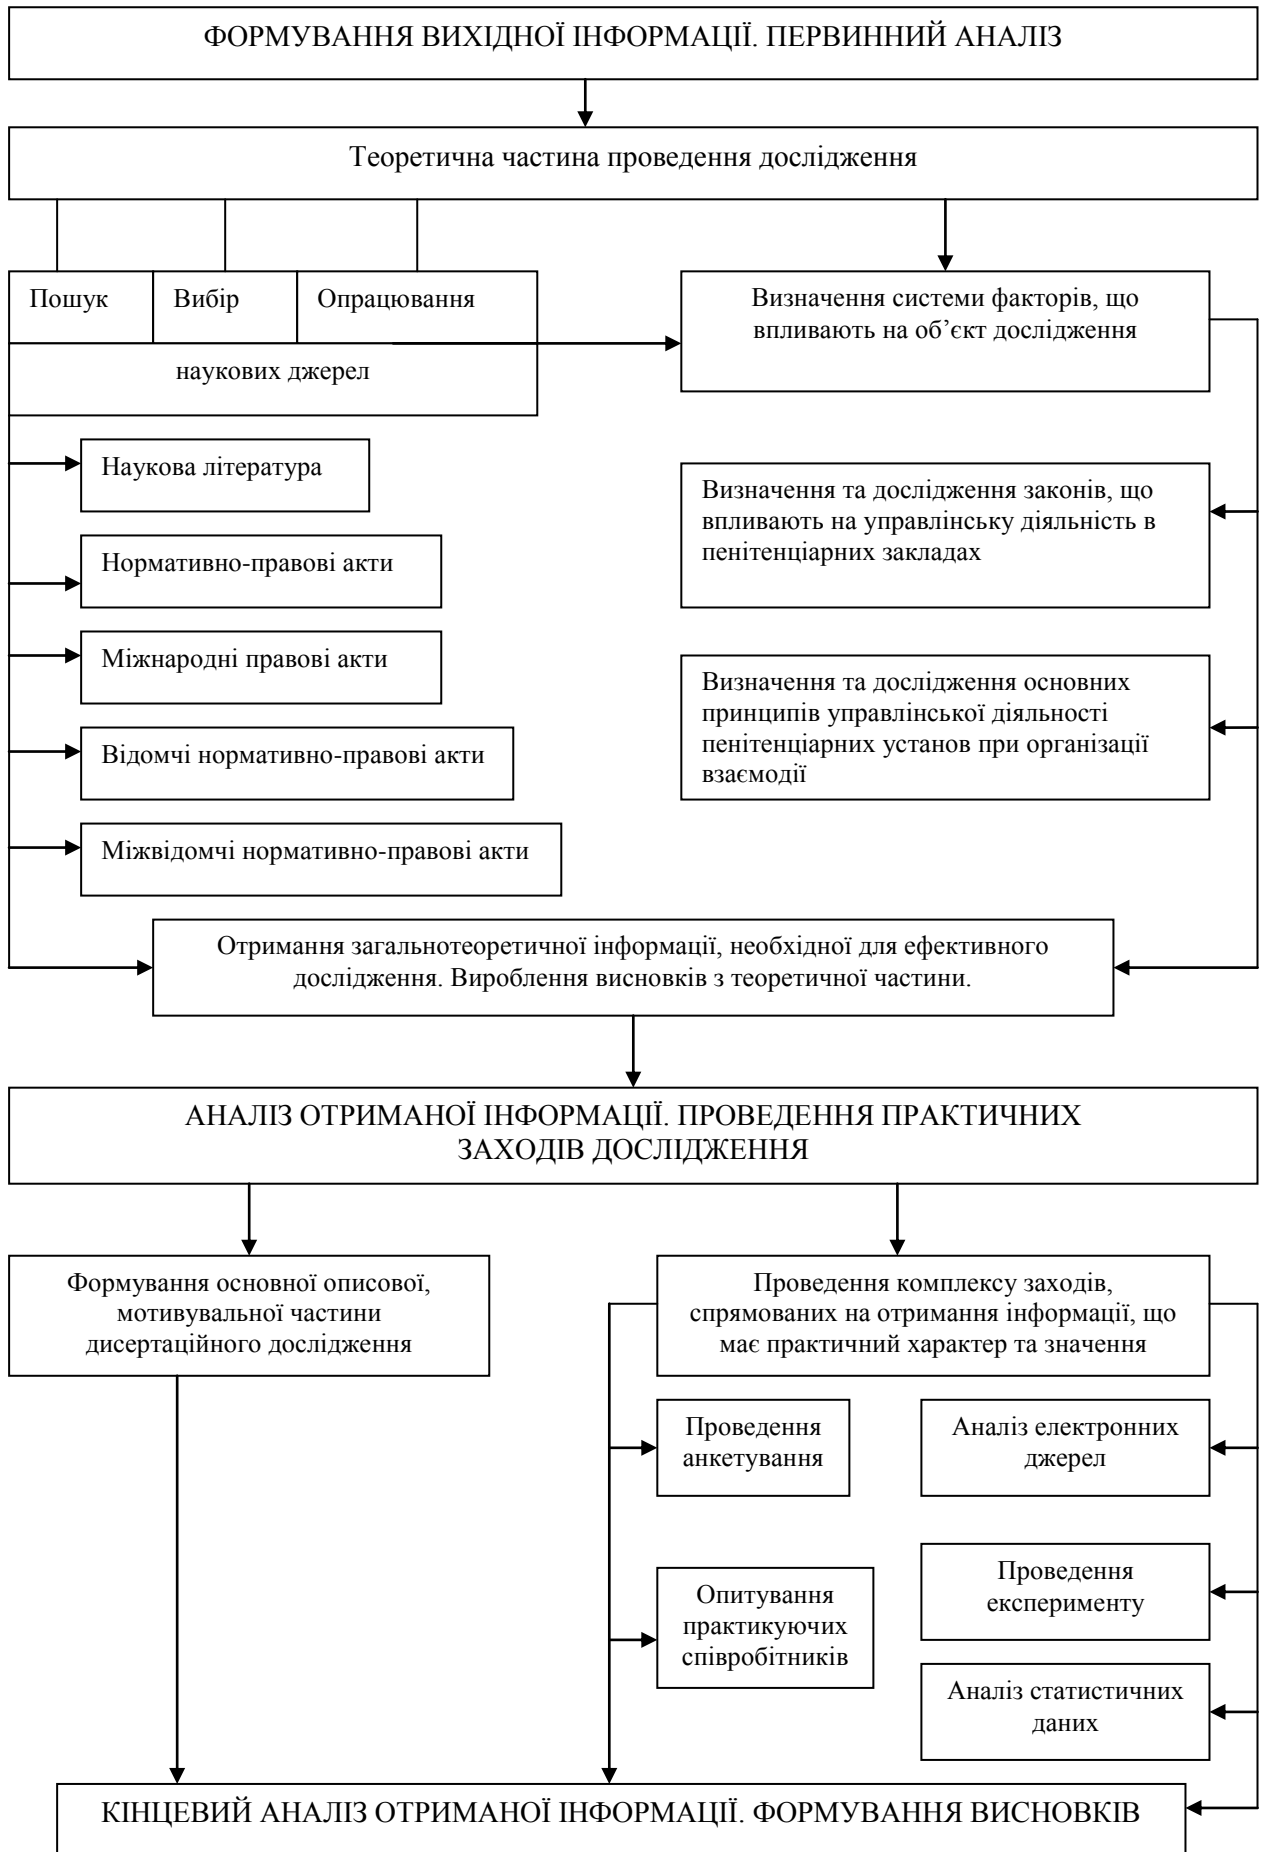 ФОРМУВАННЯ ВИХІДНОЇ ІНФОРМАЦІЇ. ПЕРВИННИЙ АНАЛІЗ
Теоретична частина проведення дослідження
Пошук
Вибір
Опрацювання
наукових джерел
Визначення системи факторів, що
впливають на об’єкт дослідження
Наукова література
Нормативно-правові акти
Міжнародні правові акти
Відомчі нормативно-правові акти
Міжвідомчі нормативно-правові акти
Визначення та дослідження законів, що
впливають на управлінську діяльність в
пенітенціарних закладах
Визначення та дослідження основних
принципів управлінської діяльності
пенітенціарних установ при організації
взаємодії
Отримання загальнотеоретичної інформації, необхідної для ефективного
дослідження. Вироблення висновків з теоретичної частини.
АНАЛІЗ ОТРИМАНОЇ ІНФОРМАЦІЇ. ПРОВЕДЕННЯ ПРАКТИЧНИХ
ЗАХОДІВ ДОСЛІДЖЕННЯ
Формування основної описової,
мотивувальної частини
дисертаційного дослідження
Проведення комплексу заходів,
спрямованих на отримання інформації, що
має практичний характер та значення
Проведення
анкетування
Аналіз електронних
джерел
Опитування
практикуючих
співробітників
Проведення
експерименту
Аналіз статистичних
даних
КІНЦЕВИЙ АНАЛІЗ ОТРИМАНОЇ ІНФОРМАЦІЇ. ФОРМУВАННЯ ВИСНОВКІВ